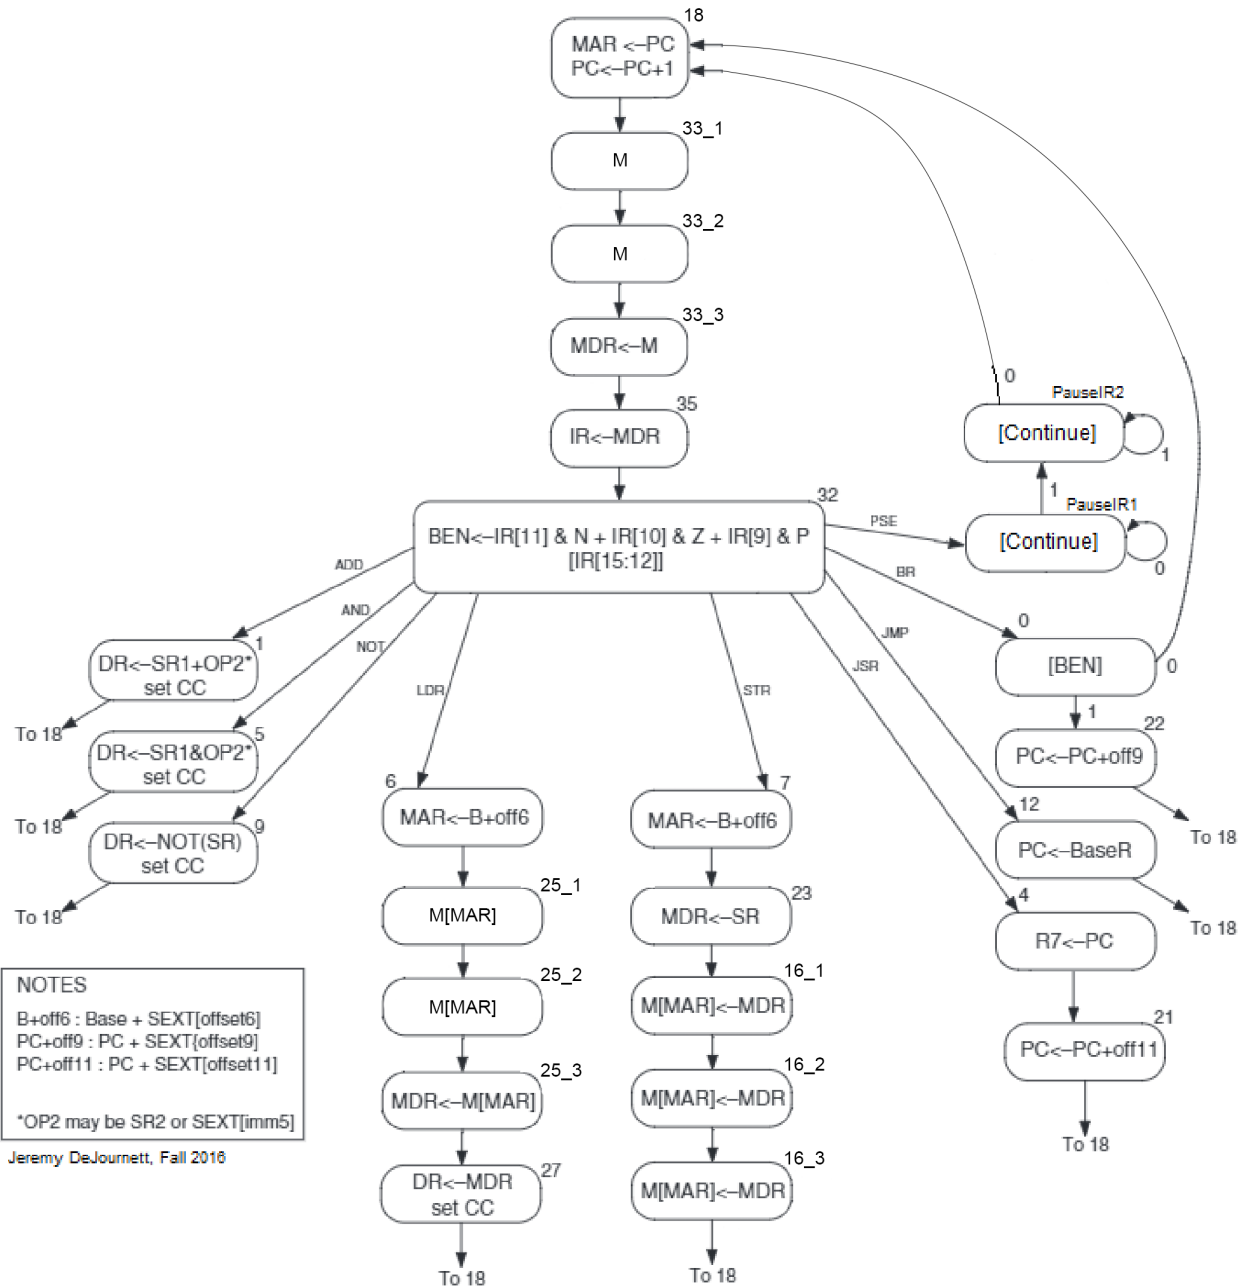 18
MAR <–PC
PC<–PC+1
33_1
M
33_2
M
33_3
MDR<–M
35
IR<–MDR
32
BEN<–IR[11] & N + IR[10] & Z + IR[9] & P
[IR[15:12]]
0
PauseIR2
[Continue]
1
1
PauseIR1
[Continue]
0
PSE
BR
JMP
JSR
ADD
AND
NOT
LDR
STR
1
DR<–SR1+OP2*
set CC
To 18
5
DR<–SR1&OP2*
set CC
To 18
9
DR<–NOT(SR)
set CC
To 18
6
MAR<–B+off6
25_1
M[MAR]
25_2
M[MAR]
25_3
MDR<–M[MAR]
27
DR<–MDR
set CC
To 18
7
MAR<–B+off6
23
MDR<–SR
16_1
M[MAR]<–MDR
16_2
M[MAR]<–MDR
16_3
M[MAR]<–MDR
To 18
0
[BEN]
0
1
22
PC<–PC+off9
To 18
12
PC<–BaseR
To 18
4
R7<–PC
21
PC<–PC+off11
To 18
NOTES
B+off6 : Base + SEXT[offset6]
PC+off9 : PC + SEXT{offset9]
PC+off11 : PC + SEXT[offset11]
*OP2 may be SR2 or SEXT[imm5]
Jeremy DeJournett, Fall 2016